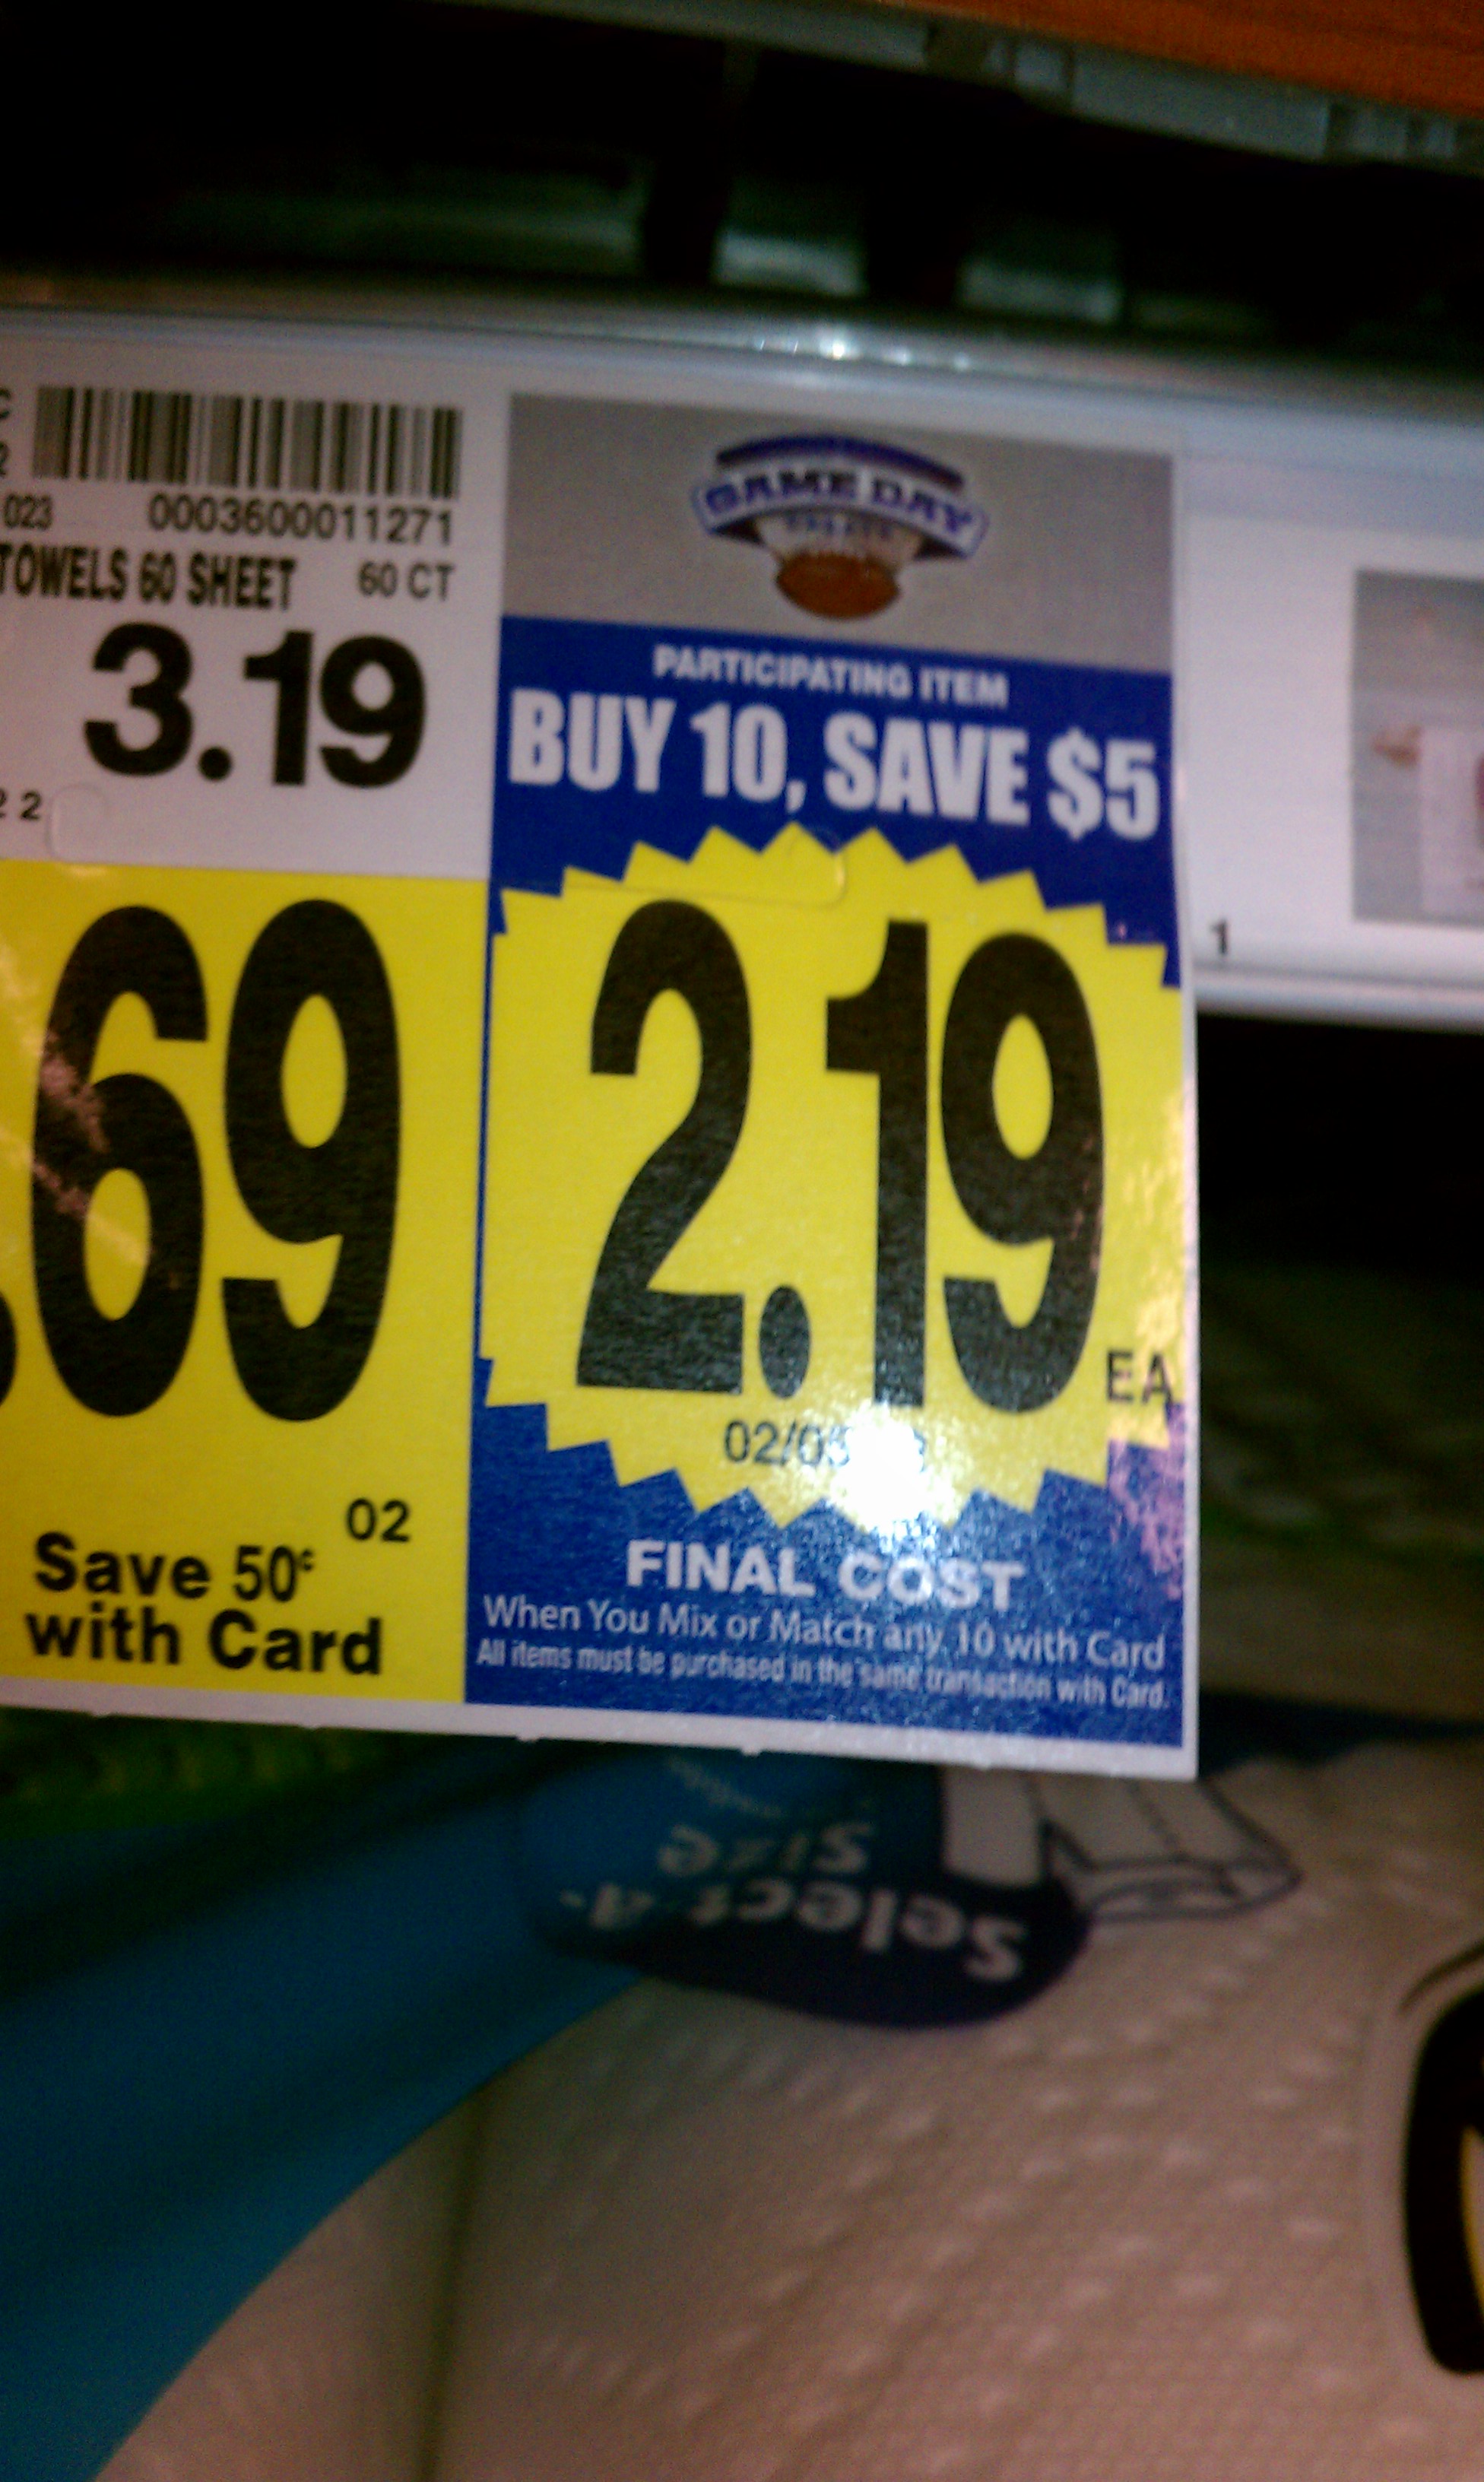 023 0003600011271
TOWELS 60 SHEET 60 CT
3.19
2 2
.69
02
Save 50¢
with Card
GAME DAY
PARTICIPATING ITEM
BUY 10, SAVE $5
2.19
EA
FINAL COST
When You Mix or Match any 10 with Card
All items must be purchased in the same transaction with Card.
1
Select-A-
Size